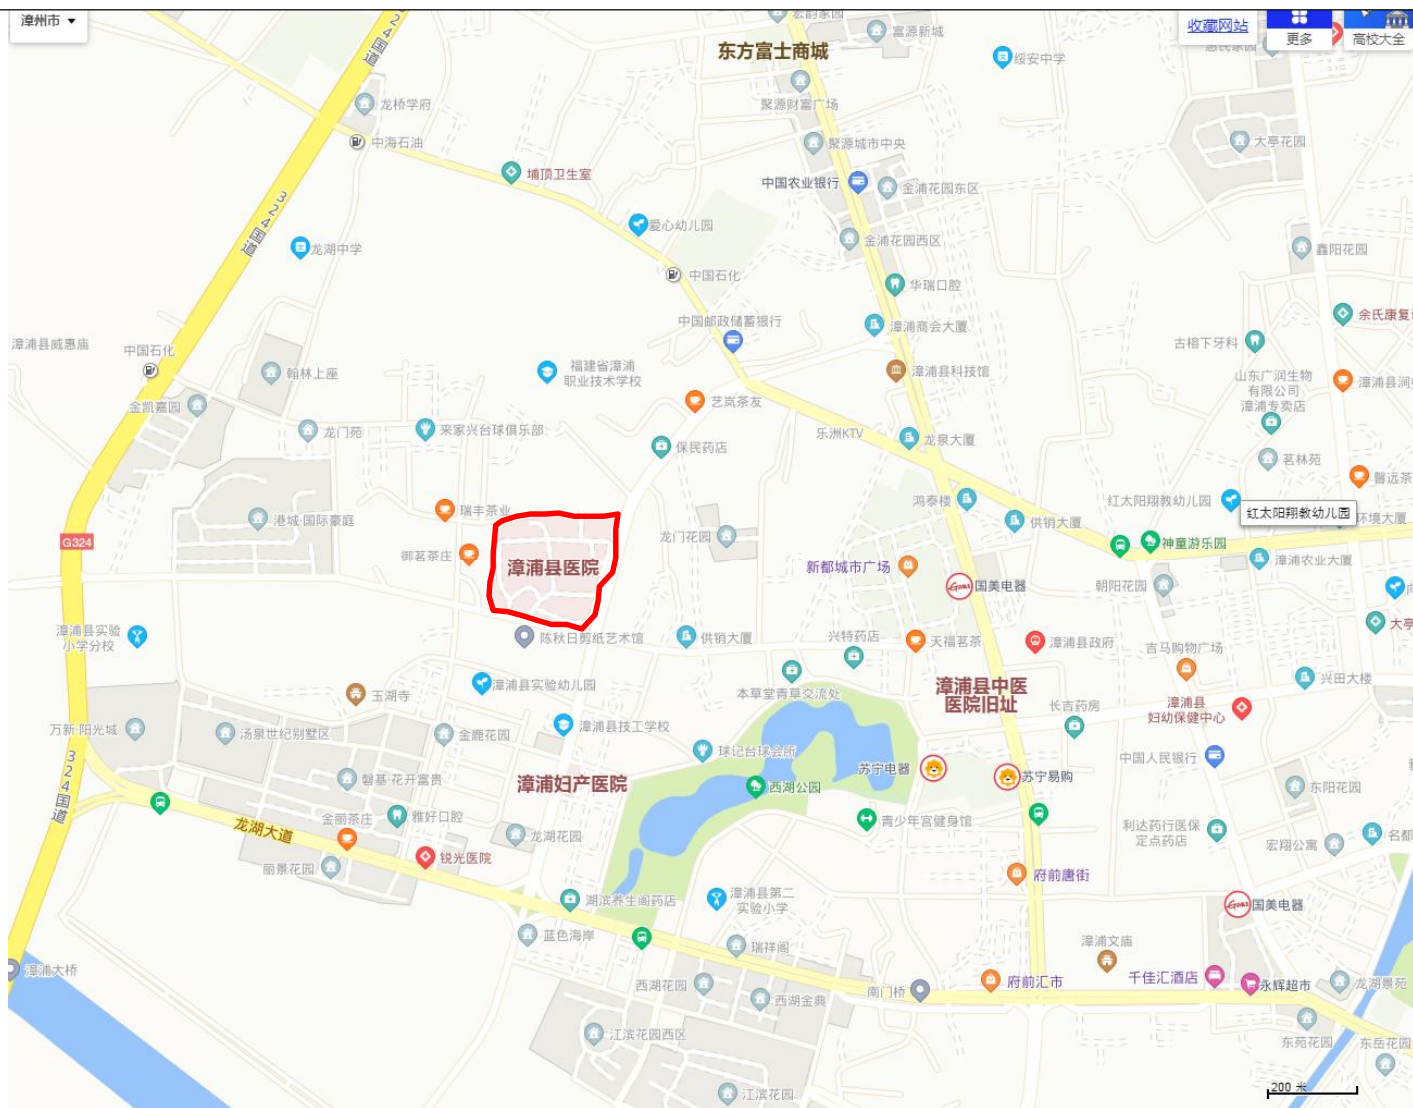 漳州市
收藏网站
更多
高校大全
324国道
宏韵家园
富源新城
惠民家园
东方富士商城
绥安中学
龙桥学府
聚源财富广场
中海石油
聚源城市中央
大亭花园
埔顶卫生室
中国农业银行
金浦花园东区
爱心幼儿园
324国道
龙湖中学
金浦花园西区
鑫阳花园
中国石化
华瑞口腔
中国邮政储蓄银行
漳浦商会大厦
余氏康复
漳浦县威惠庙
中国石化
古榕下牙科
翰林上座
福建省漳浦
职业技术学校
漳浦县科技馆
山东广润生物
有限公司
漳浦专卖店
漳浦县润
金凯嘉园
艺岚茶友
龙门苑
来家兴台球俱乐部
保民药店
乐洲KTV
龙泉大厦
茗林苑
馨远茶
瑞丰茶业
鸿泰楼
红太阳翔教幼儿园
红太阳翔教幼儿园
港城·国际豪庭
供销大厦
环境大厦
G324
龙门花园
神童游乐园
御茗茶庄
漳浦县医院
新都城市广场
漳浦农业大厦
国美电器
朝阳花园
漳浦县实验
小学分校
陈秋日剪纸艺术馆
供销大厦
兴特药店
天福茗茶
漳浦县政府
吉马购物广场
大亭
漳浦县实验幼儿园
本草堂青草交流处
漳浦县中医
医院旧址
兴田大楼
玉湖寺
长吉药房
漳浦县
妇幼保健中心
万新·阳光城
汤泉世纪别墅区
金鹿花园
漳浦县技工学校
球记台球会所
中国人民银行
324国道
磐基·花开富贵
漳浦妇产医院
苏宁电器
苏宁易购
西湖公园
东阳花园
龙湖大道
金丽茶庄
雅好口腔
龙湖花园
青少年宫健身馆
利达药行医保
定点药店
宏翔公寓
名都
丽景花园
锐光医院
府前唐街
湖滨养生阁药店
漳浦县第二
实验小学
国美电器
蓝色海岸
瑞祥阁
漳浦文庙
漳浦大桥
西湖花园
西湖金典
南门桥
府前汇市
千佳汇酒店
永辉超市
龙湖景苑
江滨花园西区
东苑花园
东岳花园
江滨花园
200 米